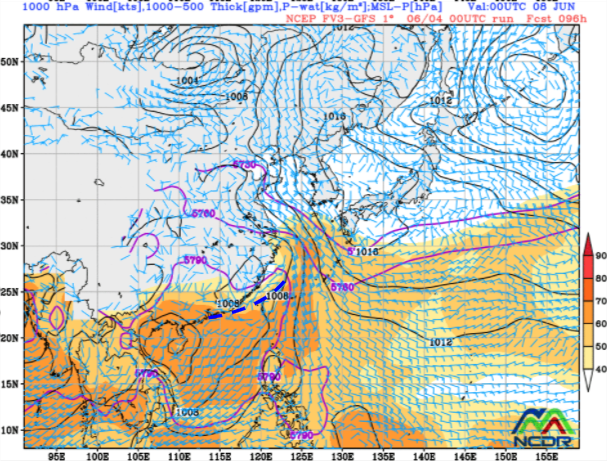 1000 hPa Wind[kts],1000-500 Thick[gpm],P-wat[kg/m²];MSL-P[hPa] Val:00UTC 08 JUN
NCEP FV3-GFS 1° 06/04 00UTC run Fcst 096h
1012
50N
1004
1008
45N
1012
1016
40N
5730
35N
5760
30N
1016
5790
90
25N
1008
1008
5760
80
70
20N
1012
60
50
15N
5790
5790
40
1008
10N
5790
NCDR
95E 100E 105E 110E 115E 120E 125E 130E 135E 140E 145E 150E 155E